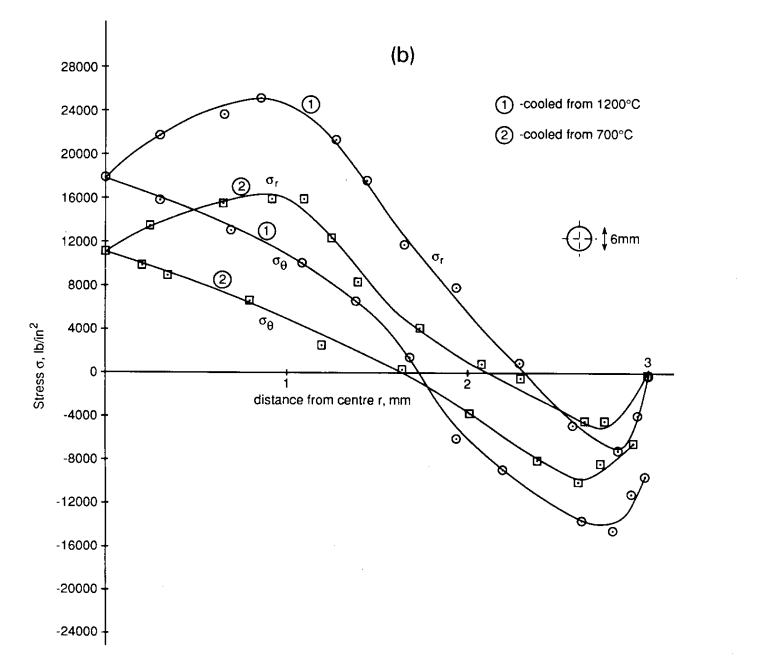 (b)
28000
24000
20000
16000
12000
8000
4000
0
-4000
-8000
-12000
-16000
-20000
-24000
Stress σ, lb/in²
1
2
3
distance from centre r, mm
① -cooled from 1200°C
② -cooled from 700°C
6mm
①
σr
②
σr
①
σθ
②
σθ